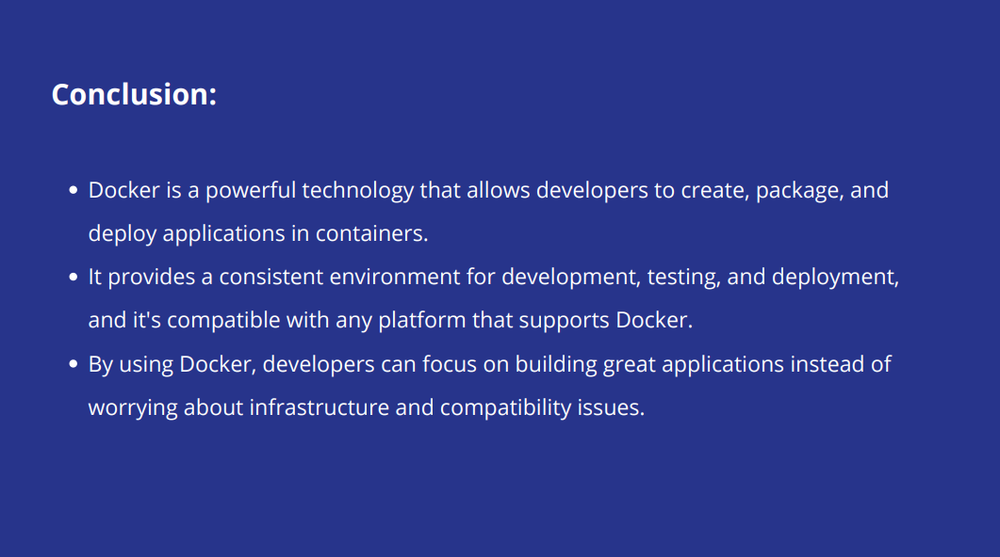 Conclusion:
• Docker is a powerful technology that allows developers to create, package, and
deploy applications in containers.
• It provides a consistent environment for development, testing, and deployment,
and it's compatible with any platform that supports Docker.
• By using Docker, developers can focus on building great applications instead of
worrying about infrastructure and compatibility issues.